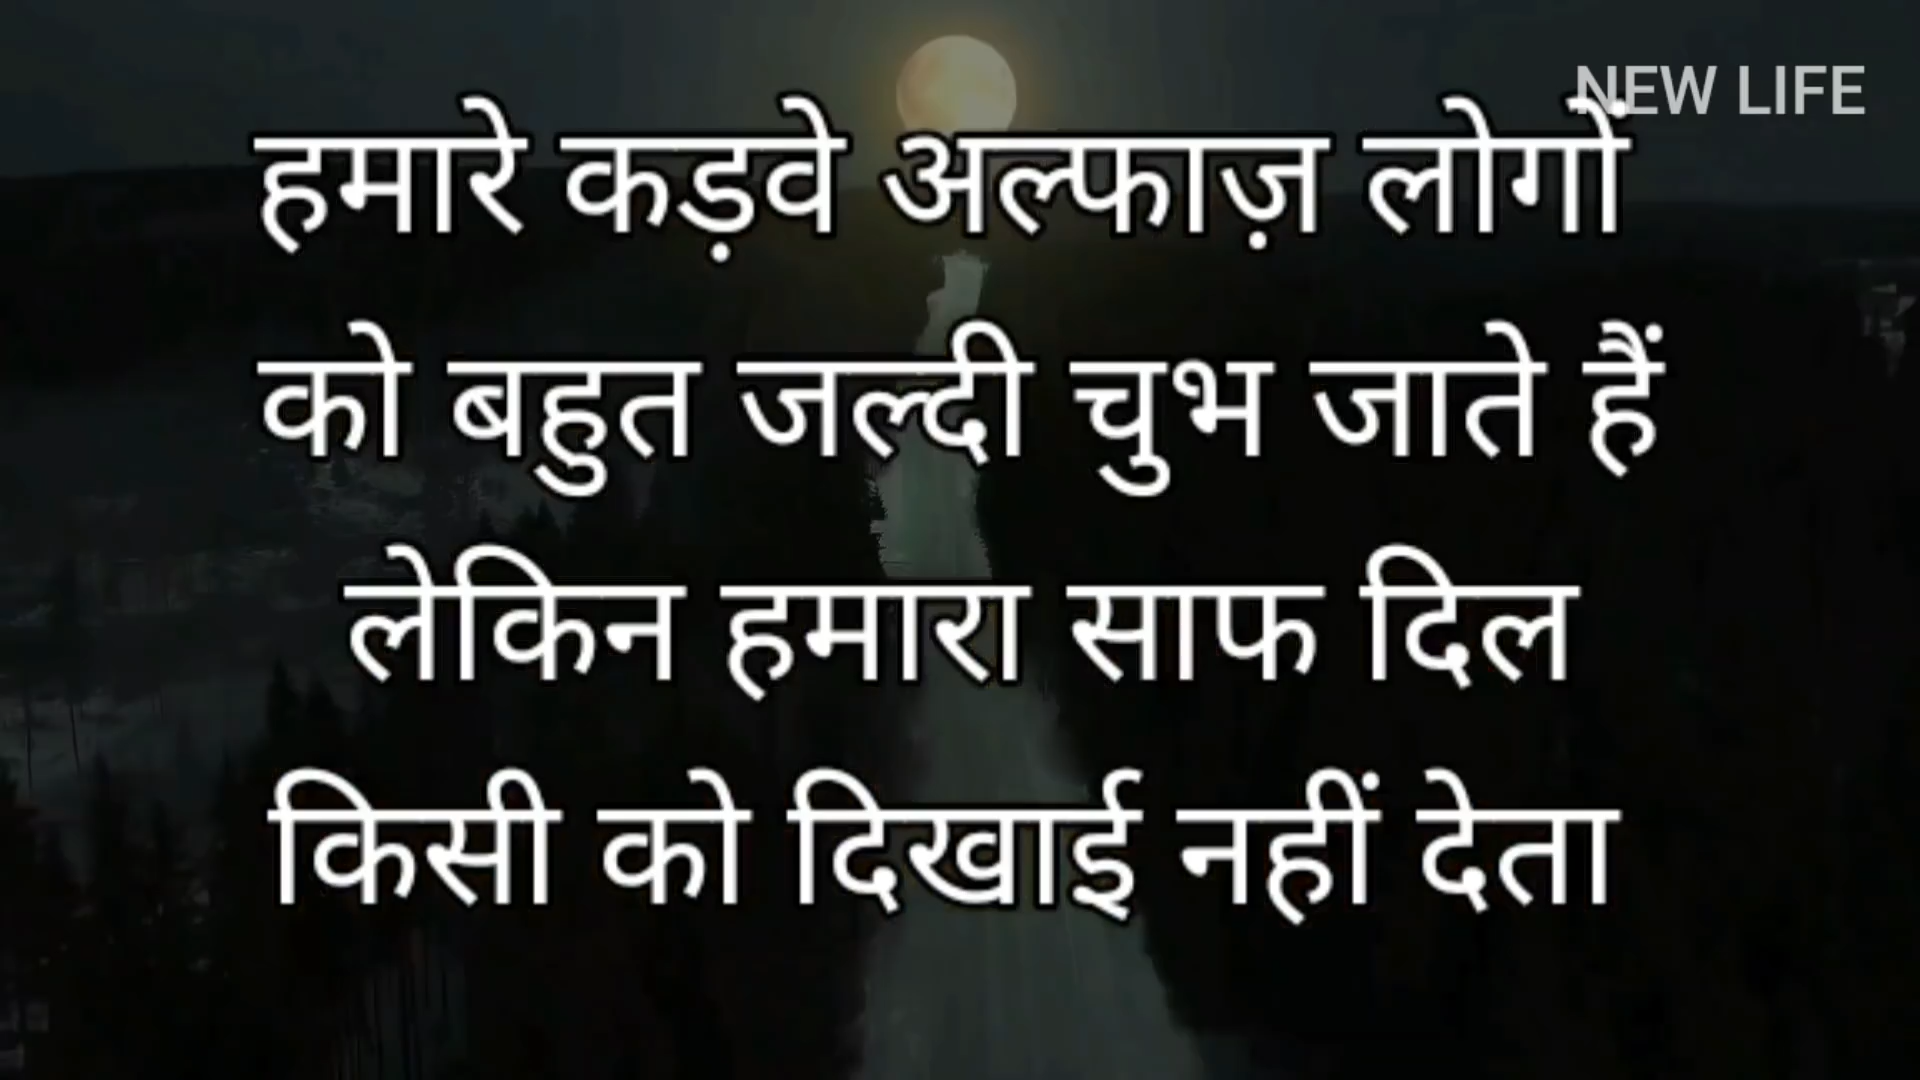 NEW LIFE
हमारे कड़वे अल्फाज़ लोगों
को बहुत जल्दी चुभ जाते हैं
लेकिन हमारा साफ दिल
किसी को दिखाई नहीं देता